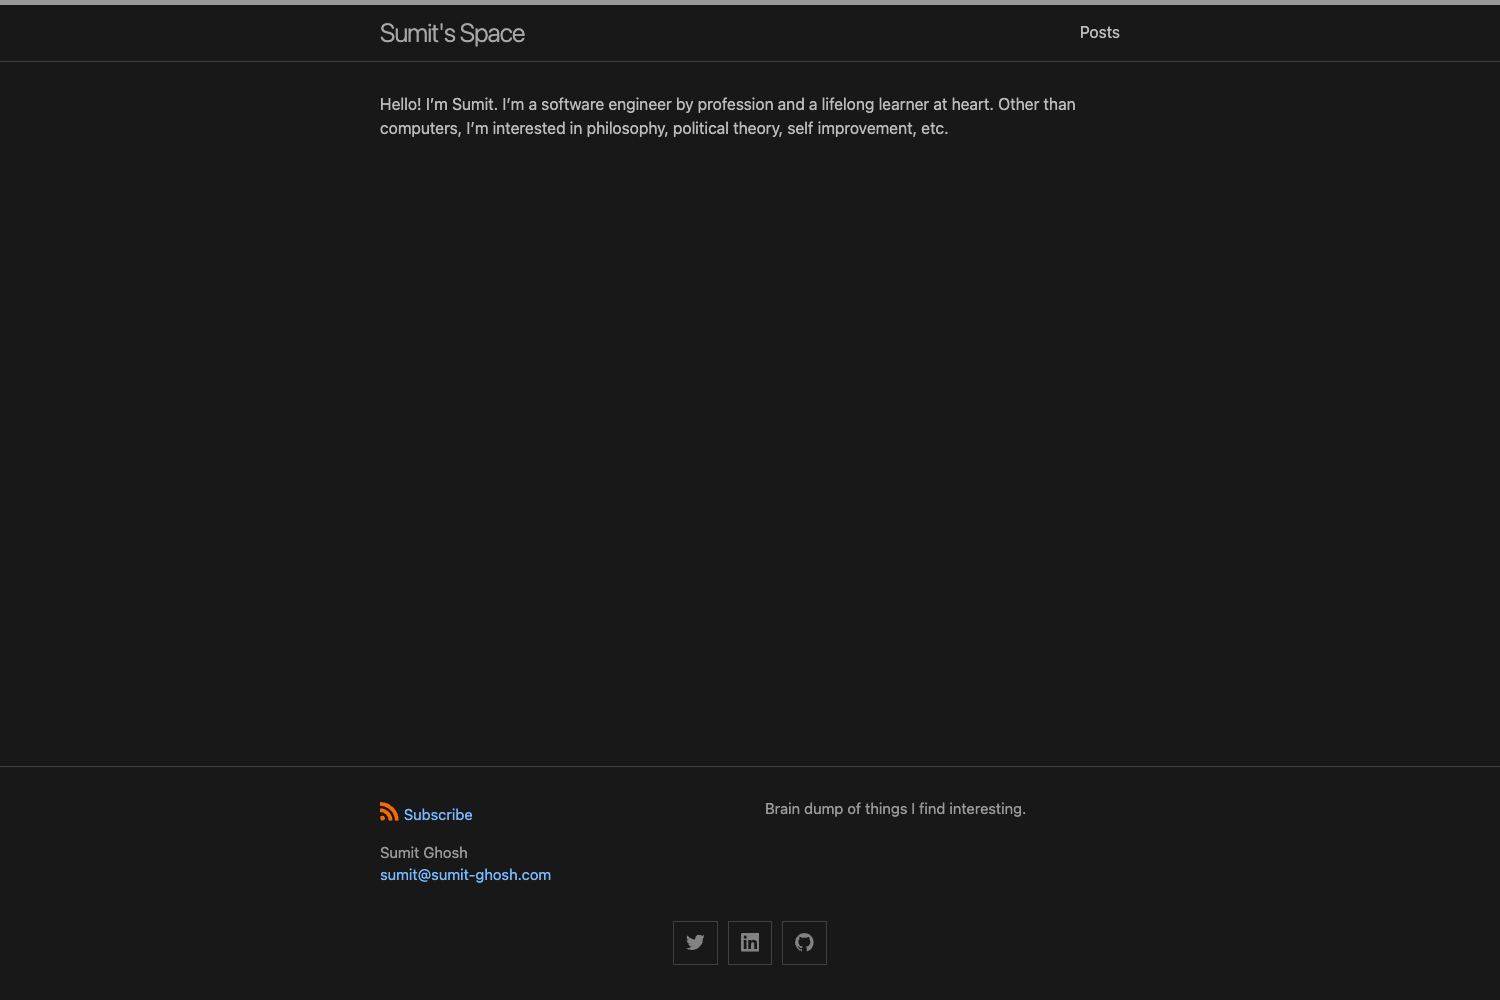 Sumit's Space
Posts
Hello! I’m Sumit. I’m a software engineer by profession and a lifelong learner at heart. Other than
computers, I’m interested in philosophy, political theory, self improvement, etc.
Subscribe
Brain dump of things I find interesting.
Sumit Ghosh
sumit@sumit-ghosh.com